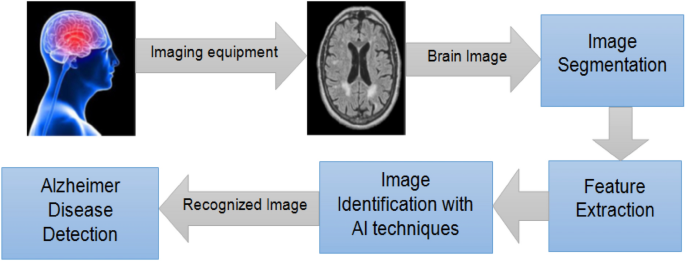 Imaging equipment
Brain Image
Image
Segmentation
Feature
Extraction
Image
Identification with
AI techniques
Recognized Image
Alzheimer
Disease
Detection